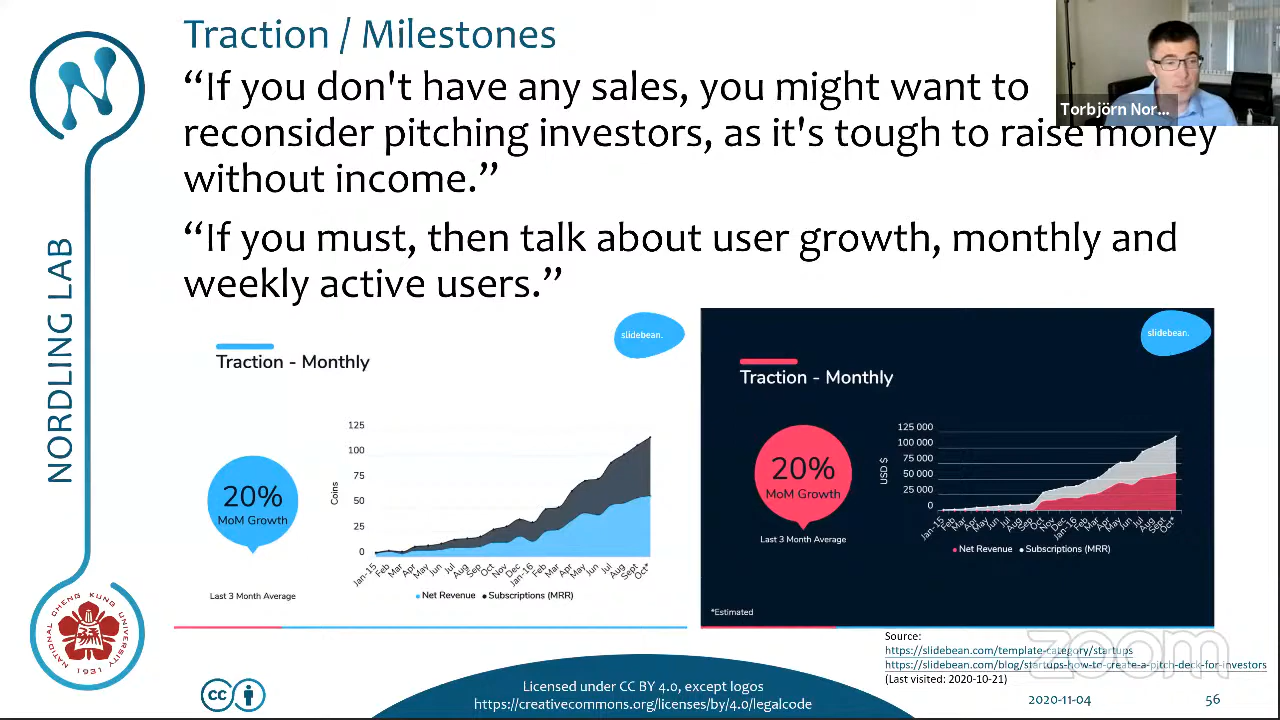 Traction / Milestones
“If you don't have any sales, you might want to
reconsider pitching investors, as it's tough to raise money
without income.”
“If you must, then talk about user growth, monthly and
weekly active users.”
Torbjörn Nor...
NORDLING LAB
slidebean.
Traction - Monthly
20%
MoM Growth
Last 3 Month Average
Coins
125
100
75
50
25
0
Jan-15
Feb
Mar
Apr
May
Jun
Jul
Aug
Sep
Oct
Nov
Dec
Jan-16
Feb
Mar
Apr
May
Jun
Jul
Aug
Sept
Oct*
Net Revenue
Subscriptions (MRR)
slidebean.
Traction - Monthly
20%
MoM Growth
Last 3 Month Average
USD $
125 000
100 000
75 000
50 000
25 000
0
Jan-15
Feb
Mar
Apr
May
Jun
Jul
Aug
Sep
Oct
Nov
Dec
Jan-16
Feb
Mar
Apr
May
Jun
Jul
Aug
Sept
Oct*
Net Revenue
Subscriptions (MRR)
*Estimated
NATIONAL CHENG KUNG UNIVERSITY
1931
Source:
https://slidebean.com/template-category/startups
https://slidebean.com/blog/startups-how-to-create-a-pitch-deck-for-investors
(Last visited: 2020-10-21)
zoom
cc
Licensed under CC BY 4.0, except logos
https://creativecommons.org/licenses/by/4.0/legalcode
2020-11-04
56